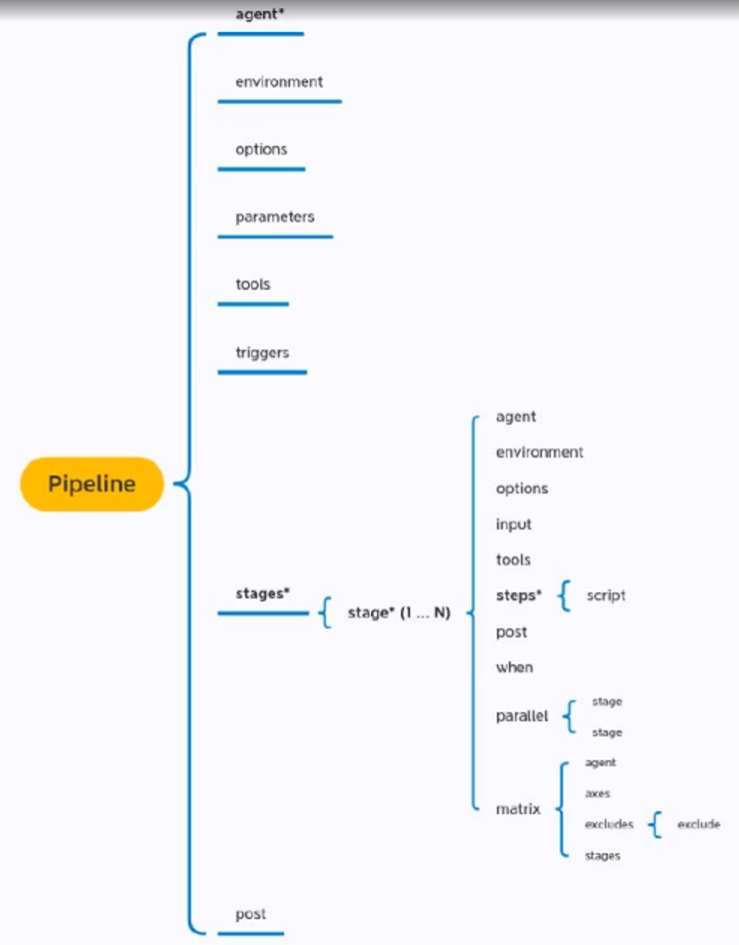 agent*
environment
options
parameters
tools
triggers
Pipeline
stages*
stage* (1 ... N)
agent
environment
options
input
tools
steps*
script
post
when
parallel
stage
stage
matrix
agent
axes
excludes
exclude
stages
post